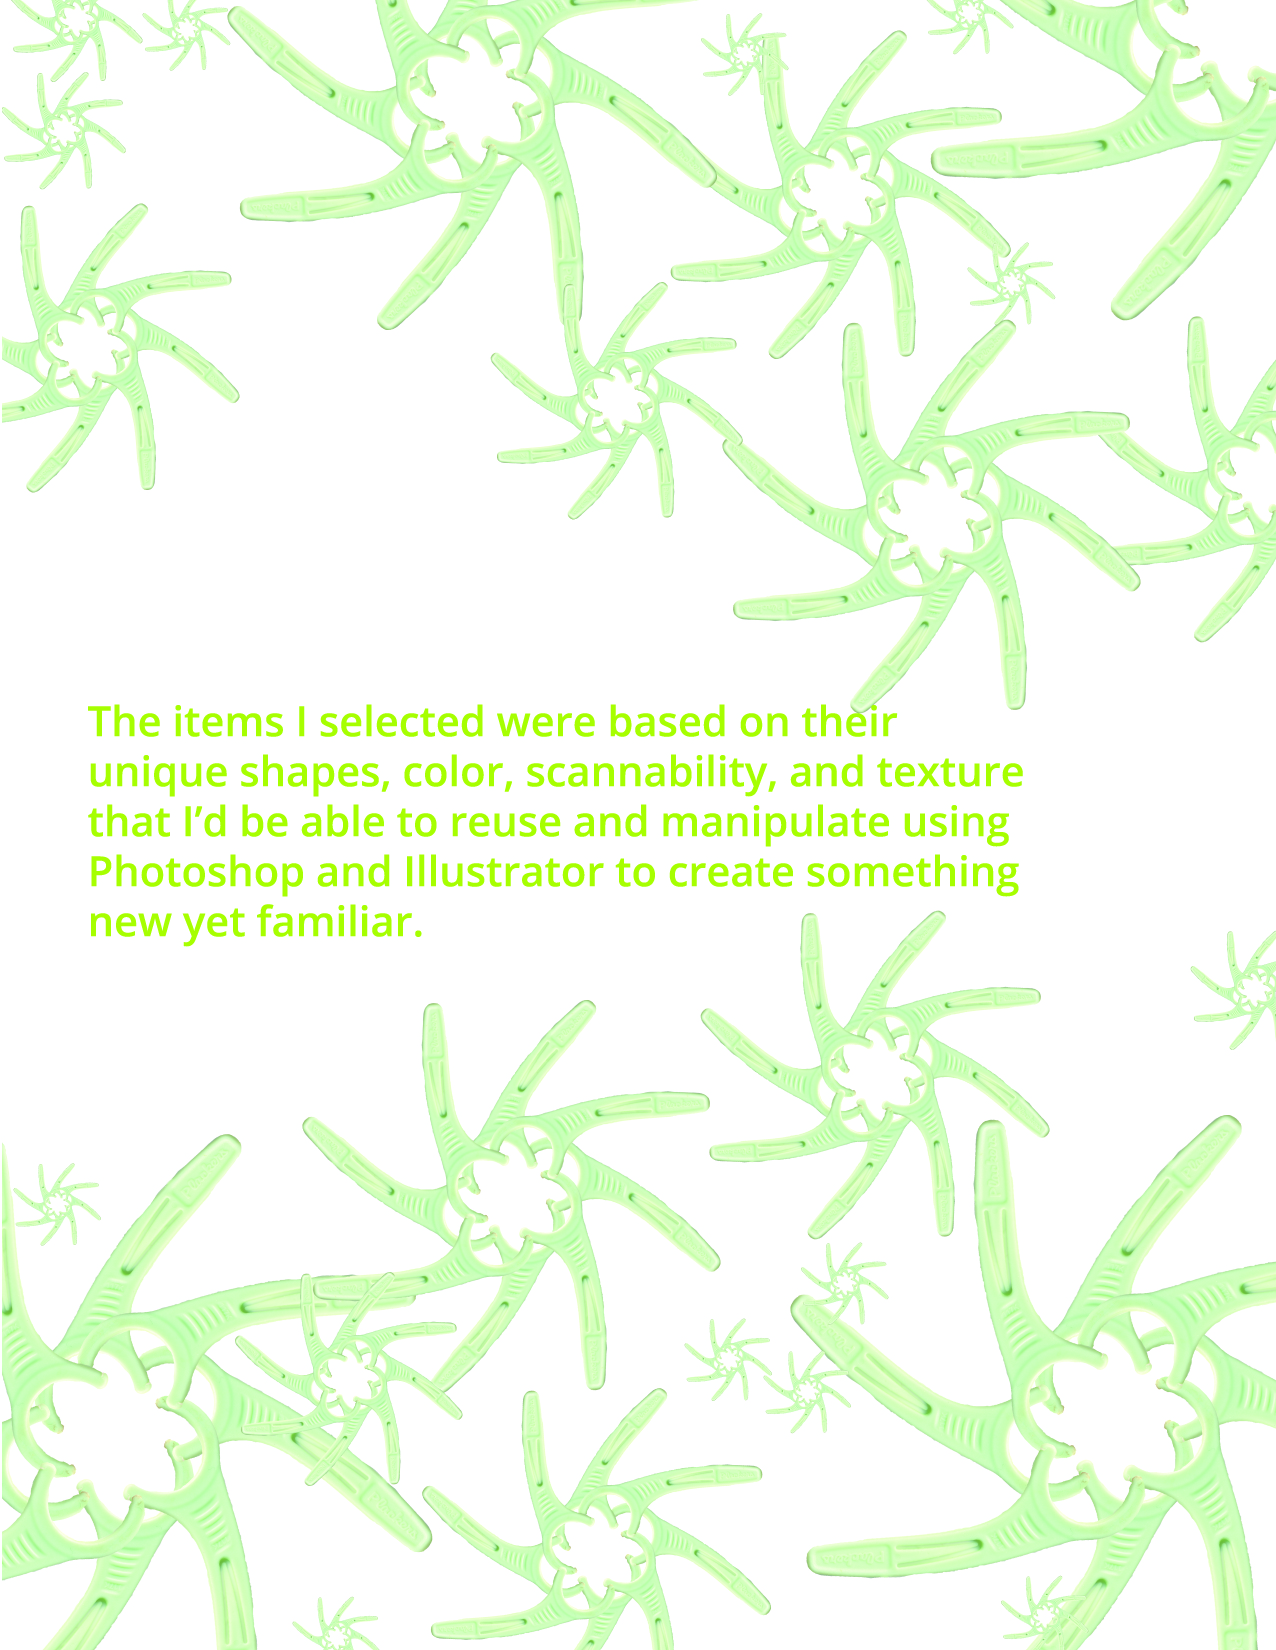 The items I selected were based on their
unique shapes, color, scannability, and texture
that I’d be able to reuse and manipulate using
Photoshop and Illustrator to create something
new yet familiar.